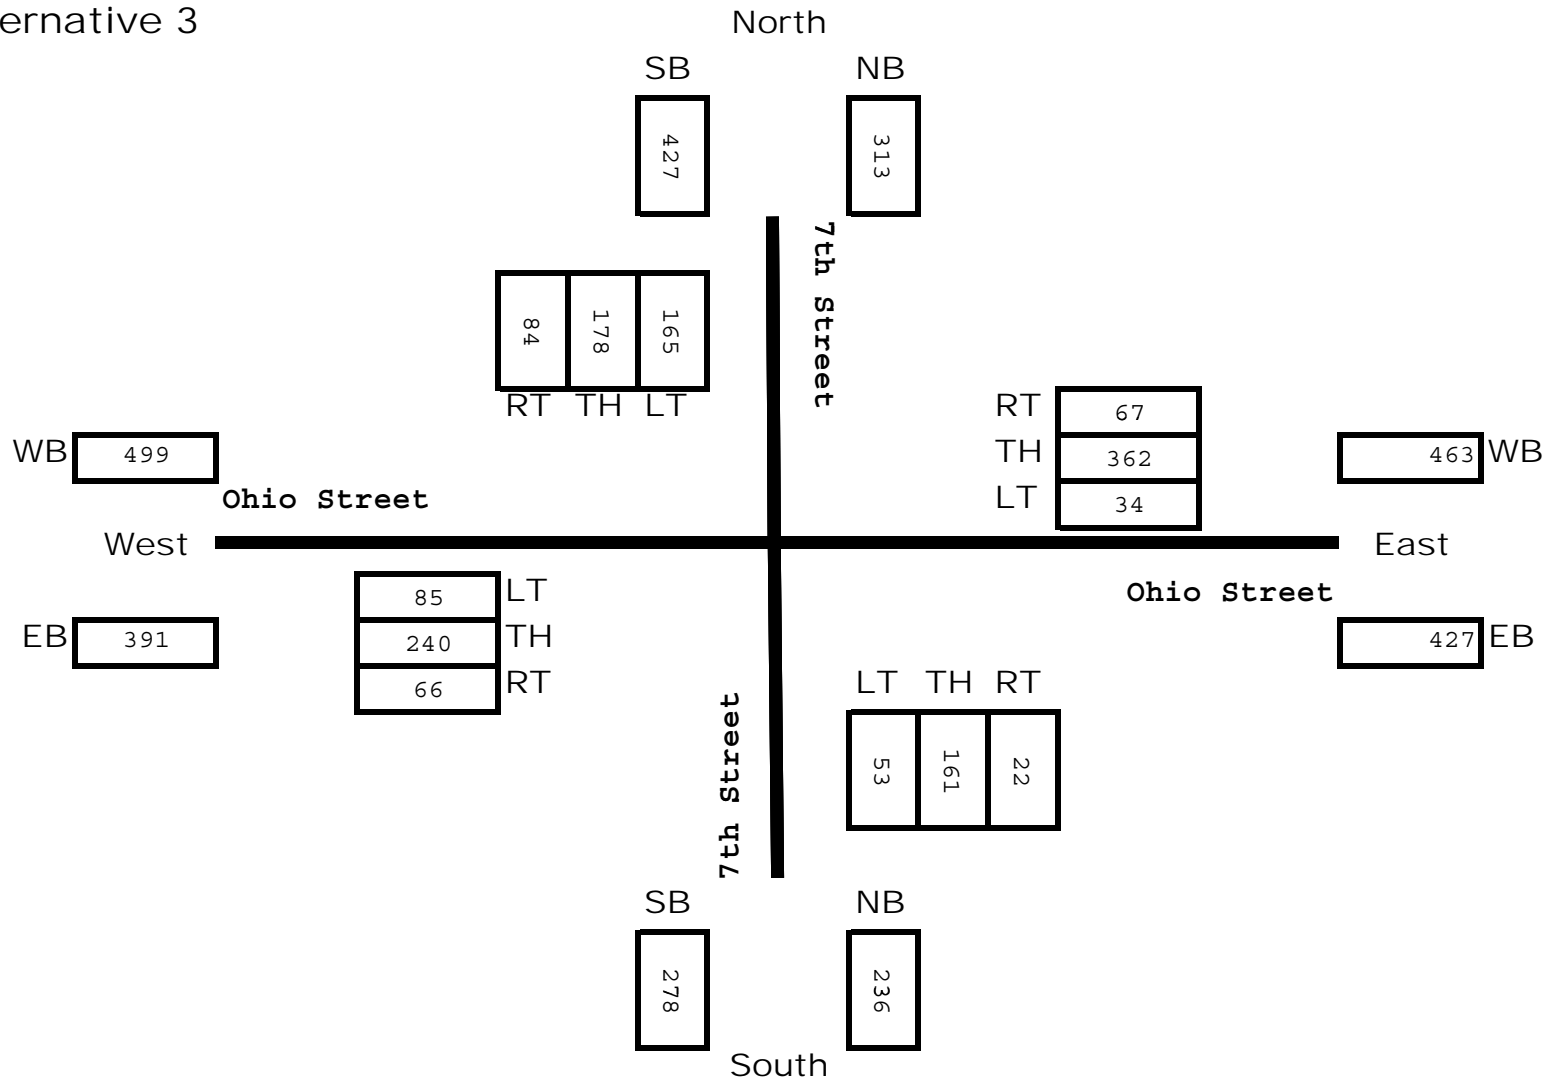 ernative 3
North
SB NB
427 313
7th Street
84 178 165
RT TH LT
RT 67
TH 362
LT 34
WB 499
463 WB
Ohio Street
West
East
Ohio Street
85 LT
240 TH
66 RT
EB 391
427 EB
LT TH RT
53 161 22
7th Street
SB NB
278 236
South